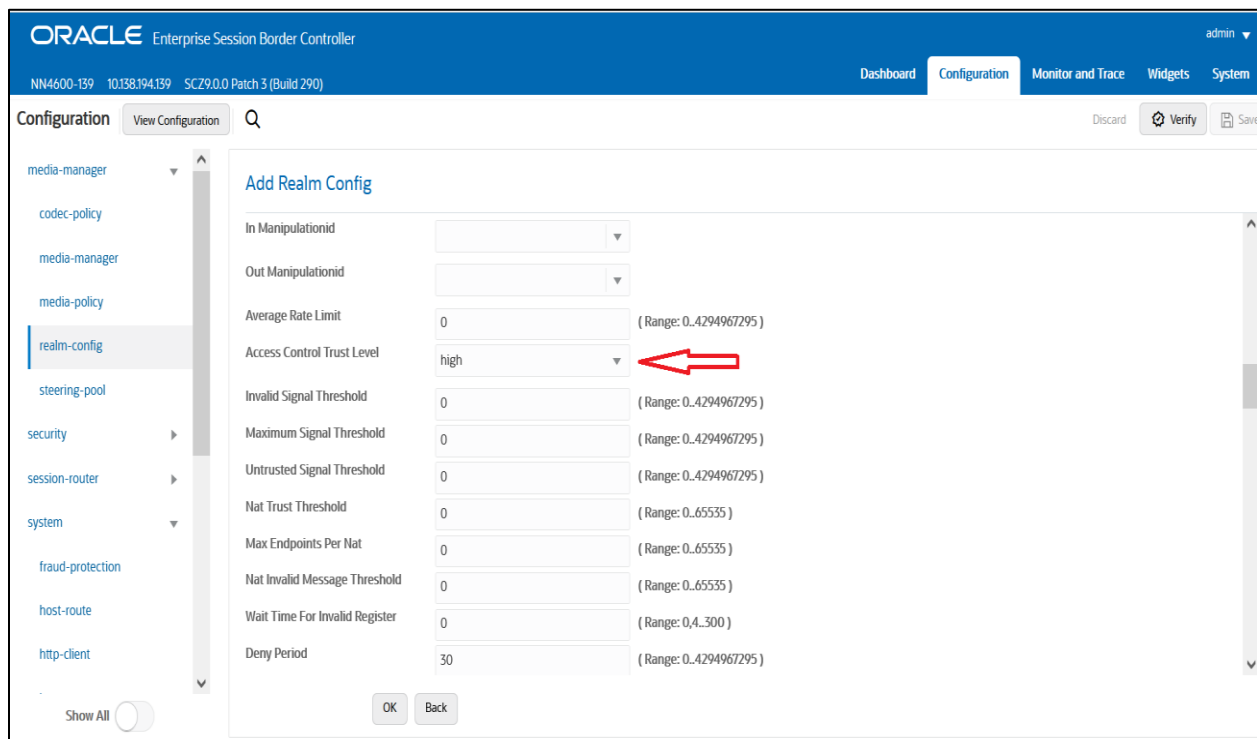 ORACLE Enterprise Session Border Controller
admin
NN4600-139 10.138.194.139 SCZ9.0.0 Patch 3 (Build 290)
Dashboard Configuration Monitor and Trace Widgets System
Configuration View Configuration
Discard Verify Save
media-manager
codec-policy
media-manager
media-policy
realm-config
steering-pool
security
session-router
system
fraud-protection
host-route
http-client
Show All
Add Realm Config
In Manipulationid
Out Manipulationid
Average Rate Limit 0 ( Range: 0..4294967295 )
Access Control Trust Level high
Invalid Signal Threshold 0 ( Range: 0..4294967295 )
Maximum Signal Threshold 0 ( Range: 0..4294967295 )
Untrusted Signal Threshold 0 ( Range: 0..4294967295 )
Nat Trust Threshold 0 ( Range: 0..65535 )
Max Endpoints Per Nat 0 ( Range: 0..65535 )
Nat Invalid Message Threshold 0 ( Range: 0..65535 )
Wait Time For Invalid Register 0 ( Range: 0,4..300 )
Deny Period 30 ( Range: 0..4294967295 )
OK Back